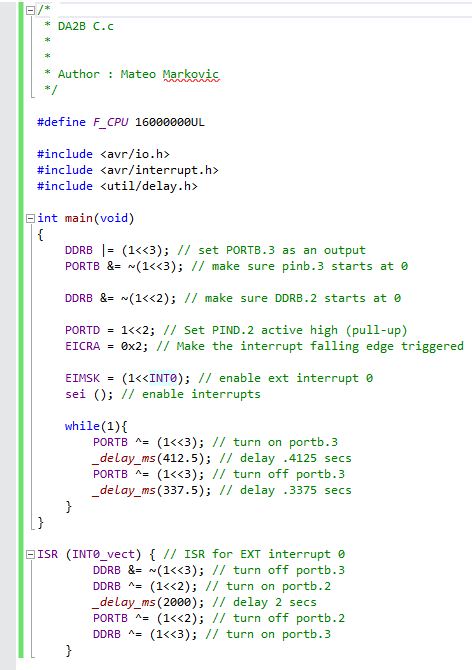 /*
 * DA2B C.c
 *
 *
 * Author : Mateo Markovic
 */

#define F_CPU 16000000UL

#include <avr/io.h>
#include <avr/interrupt.h>
#include <util/delay.h>

int main(void)
{
    DDRB |= (1<<3); // set PORTB.3 as an output
    PORTB &= ~(1<<3); // make sure pinb.3 starts at 0

    DDRB &= ~(1<<2); // make sure DDRB.2 starts at 0

    PORTD = 1<<2; // Set PIND.2 active high (pull-up)
    EICRA = 0x2; // Make the interrupt falling edge triggered

    EIMSK = (1<<INT0); // enable ext interrupt 0
    sei (); // enable interrupts

    while(1){
        PORTB ^= (1<<3); // turn on portb.3
        _delay_ms(412.5); // delay .4125 secs
        PORTB ^= (1<<3); // turn off portb.3
        _delay_ms(337.5); // delay .3375 secs
    }
}

ISR (INT0_vect) { // ISR for EXT interrupt 0
        DDRB &= ~(1<<3); // turn off portb.3
        DDRB ^= (1<<2); // turn on portb.2
        _delay_ms(2000); // delay 2 secs
        PORTB ^= (1<<2); // turn off portb.2
        DDRB ^= (1<<3); // turn on portb.3
    }